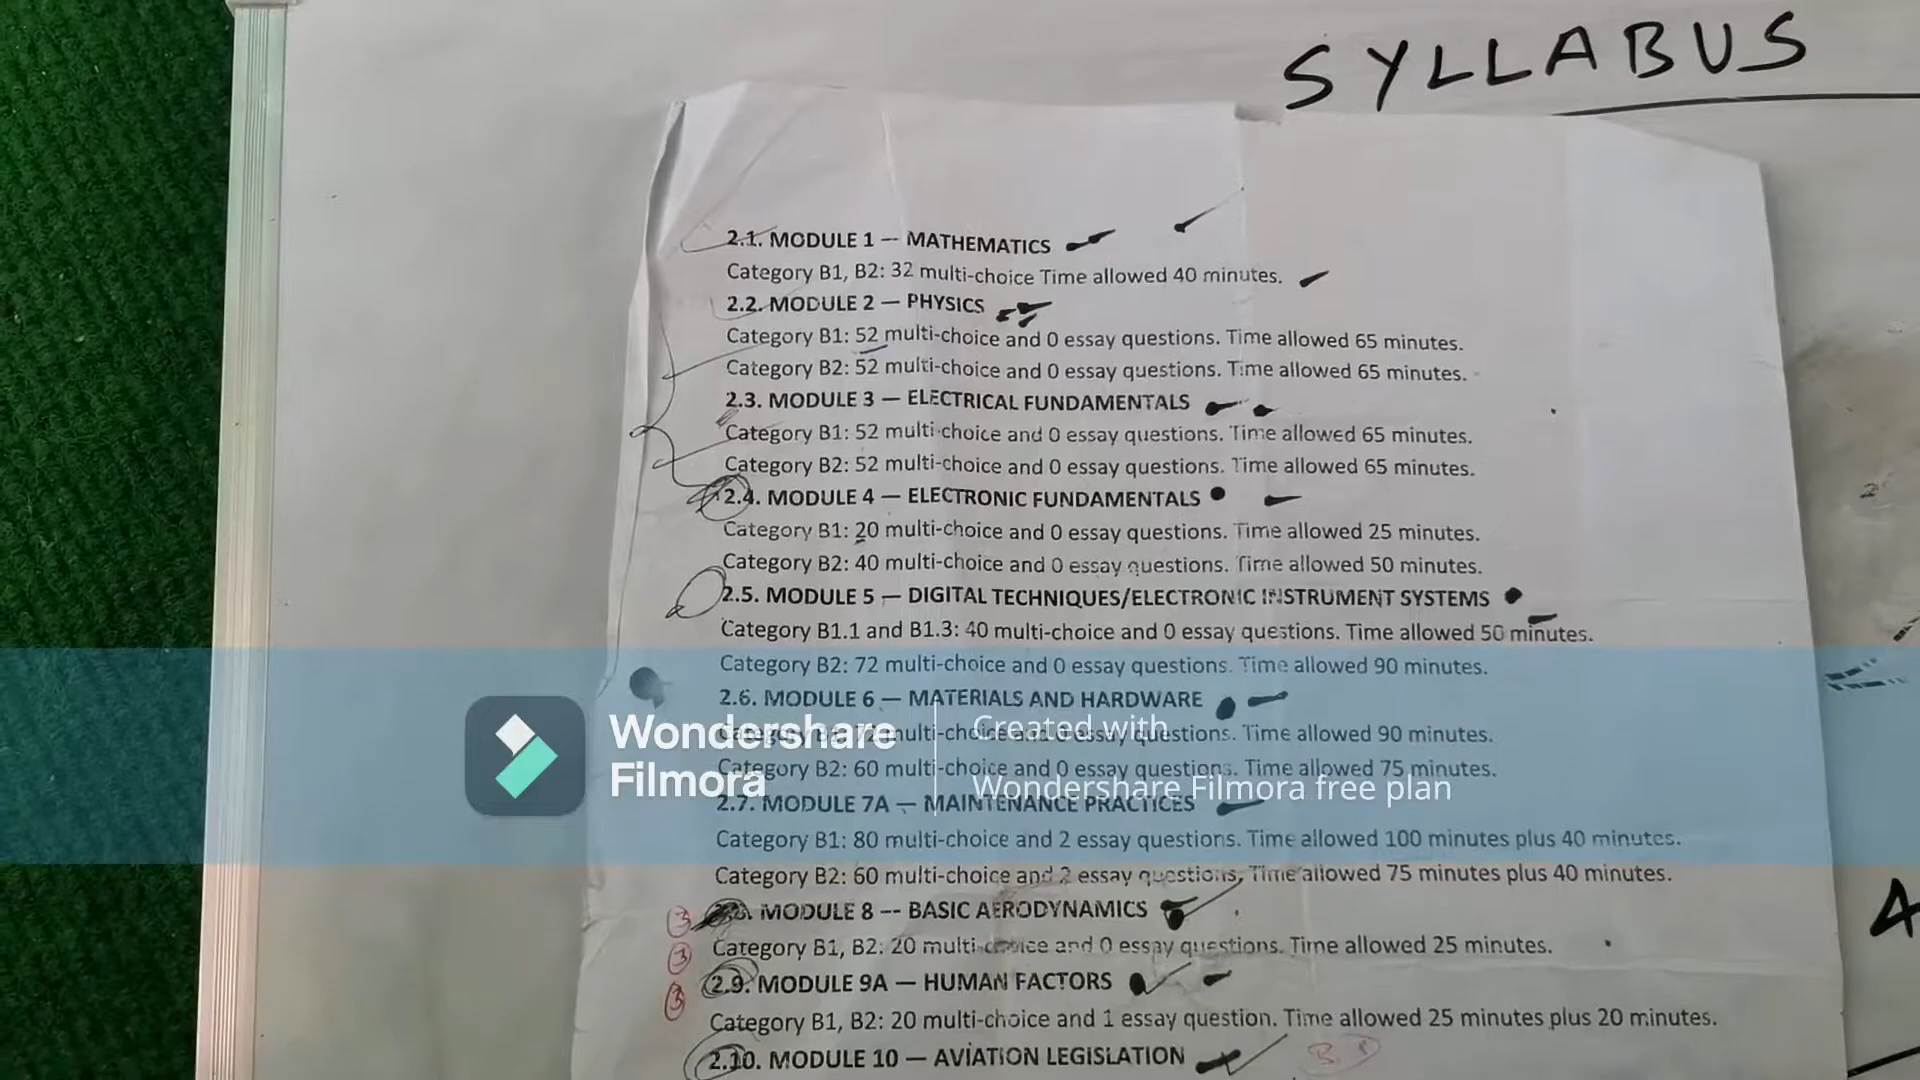 SYLLABUS
2.1. MODULE 1 — MATHEMATICS
Category B1, B2: 32 multi-choice Time allowed 40 minutes.
2.2. MODULE 2 — PHYSICS
Category B1: 52 multi-choice and 0 essay questions. Time allowed 65 minutes.
Category B2: 52 multi-choice and 0 essay questions. Time allowed 65 minutes.
2.3. MODULE 3 — ELECTRICAL FUNDAMENTALS
Category B1: 52 multi-choice and 0 essay questions. Time allowed 65 minutes.
Category B2: 52 multi-choice and 0 essay questions. Time allowed 65 minutes.
2.4. MODULE 4 — ELECTRONIC FUNDAMENTALS
Category B1: 20 multi-choice and 0 essay questions. Time allowed 25 minutes.
Category B2: 40 multi-choice and 0 essay questions. Time allowed 50 minutes.
2.5. MODULE 5 — DIGITAL TECHNIQUES/ELECTRONIC INSTRUMENT SYSTEMS
Category B1.1 and B1.3: 40 multi-choice and 0 essay questions. Time allowed 50 minutes.
Category B2: 72 multi-choice and 0 essay questions. Time allowed 90 minutes.
2.6. MODULE 6 — MATERIALS AND HARDWARE
Category B1: 72 multi-choice and 0 essay questions. Time allowed 90 minutes.
Category B2: 60 multi-choice and 0 essay questions. Time allowed 75 minutes.
Wondershare
Filmora
Created with
Wondershare Filmora free plan
2.7. MODULE 7A — MAINTENANCE PRACTICES
Category B1: 80 multi-choice and 2 essay questions. Time allowed 100 minutes plus 40 minutes.
Category B2: 60 multi-choice and 2 essay questions. Time allowed 75 minutes plus 40 minutes.
3 MODULE 8 -- BASIC AERODYNAMICS
3 Category B1, B2: 20 multi-choice and 0 essay questions. Time allowed 25 minutes.
2.9. MODULE 9A — HUMAN FACTORS
3 Category B1, B2: 20 multi-choice and 1 essay question. Time allowed 25 minutes plus 20 minutes.
2.10. MODULE 10 — AVIATION LEGISLATION